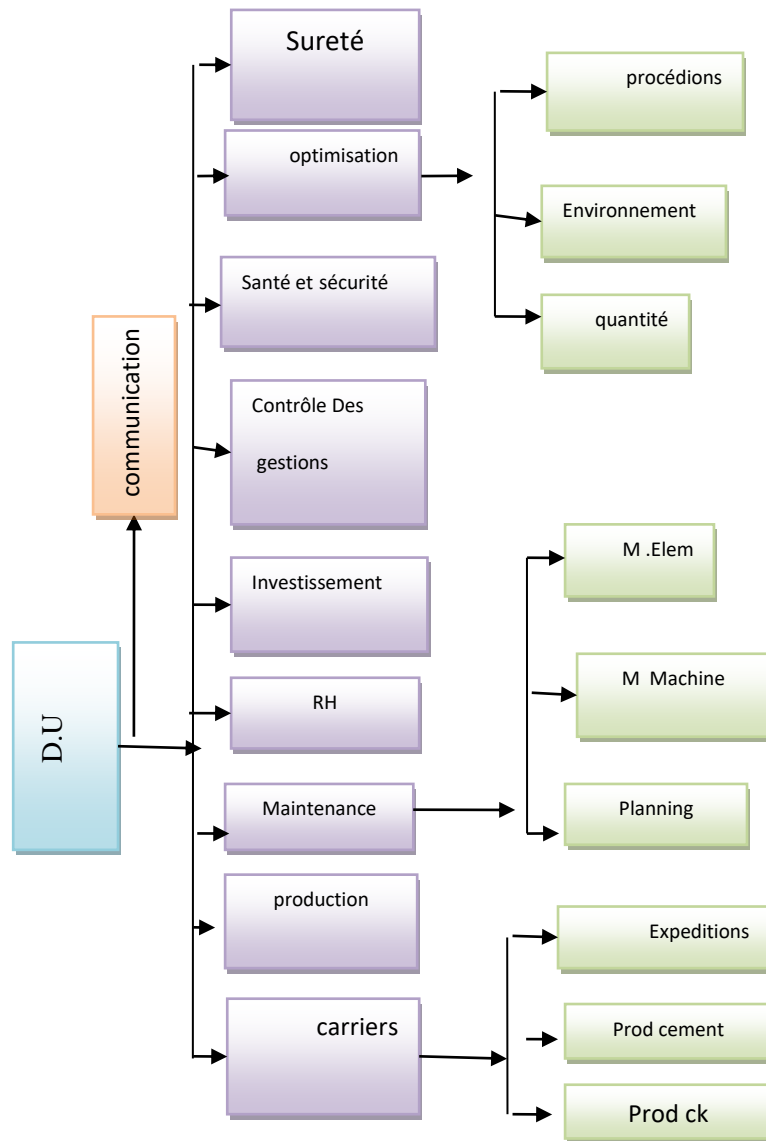 Sureté
procédions
optimisation
Environnement
Santé et sécurité
quantité
communication
Contrôle Des
gestions
M .Elem
Investissement
M Machine
RH
D.U
Maintenance
Planning
production
Expeditions
carriers
Prod cement
Prod ck